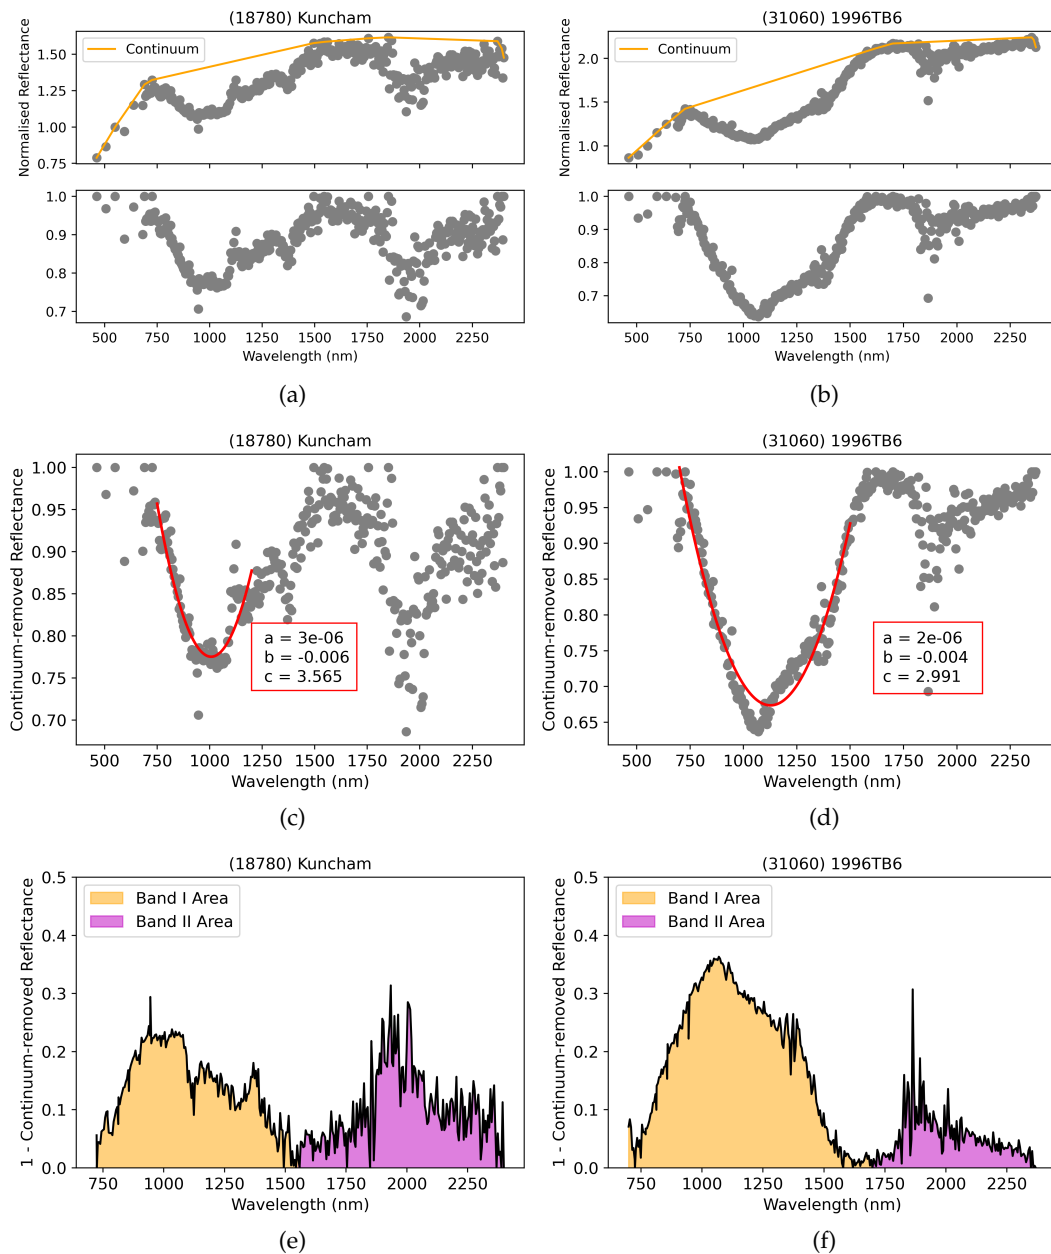 (18780) Kuncham
Normalised Reflectance
1.50
1.25
1.00
0.75
Continuum
1.0
0.9
0.8
0.7
500 750 1000 1250 1500 1750 2000 2250
Wavelength (nm)
(a)
(31060) 1996TB6
Normalised Reflectance
2.0
1.5
1.0
Continuum
1.0
0.9
0.8
0.7
500 750 1000 1250 1500 1750 2000 2250
Wavelength (nm)
(b)
(18780) Kuncham
Continuum-removed Reflectance
1.00
0.95
0.90
0.85
0.80
0.75
0.70
a = 3e-06
b = -0.006
c = 3.565
500 750 1000 1250 1500 1750 2000 2250
Wavelength (nm)
(c)
(31060) 1996TB6
Continuum-removed Reflectance
1.00
0.95
0.90
0.85
0.80
0.75
0.70
0.65
a = 2e-06
b = -0.004
c = 2.991
500 750 1000 1250 1500 1750 2000 2250
Wavelength (nm)
(d)
(18780) Kuncham
1 - Continuum-removed Reflectance
0.5
0.4
0.3
0.2
0.1
0.0
Band I Area
Band II Area
750 1000 1250 1500 1750 2000 2250
Wavelength (nm)
(e)
(31060) 1996TB6
1 - Continuum-removed Reflectance
0.5
0.4
0.3
0.2
0.1
0.0
Band I Area
Band II Area
750 1000 1250 1500 1750 2000 2250
Wavelength (nm)
(f)